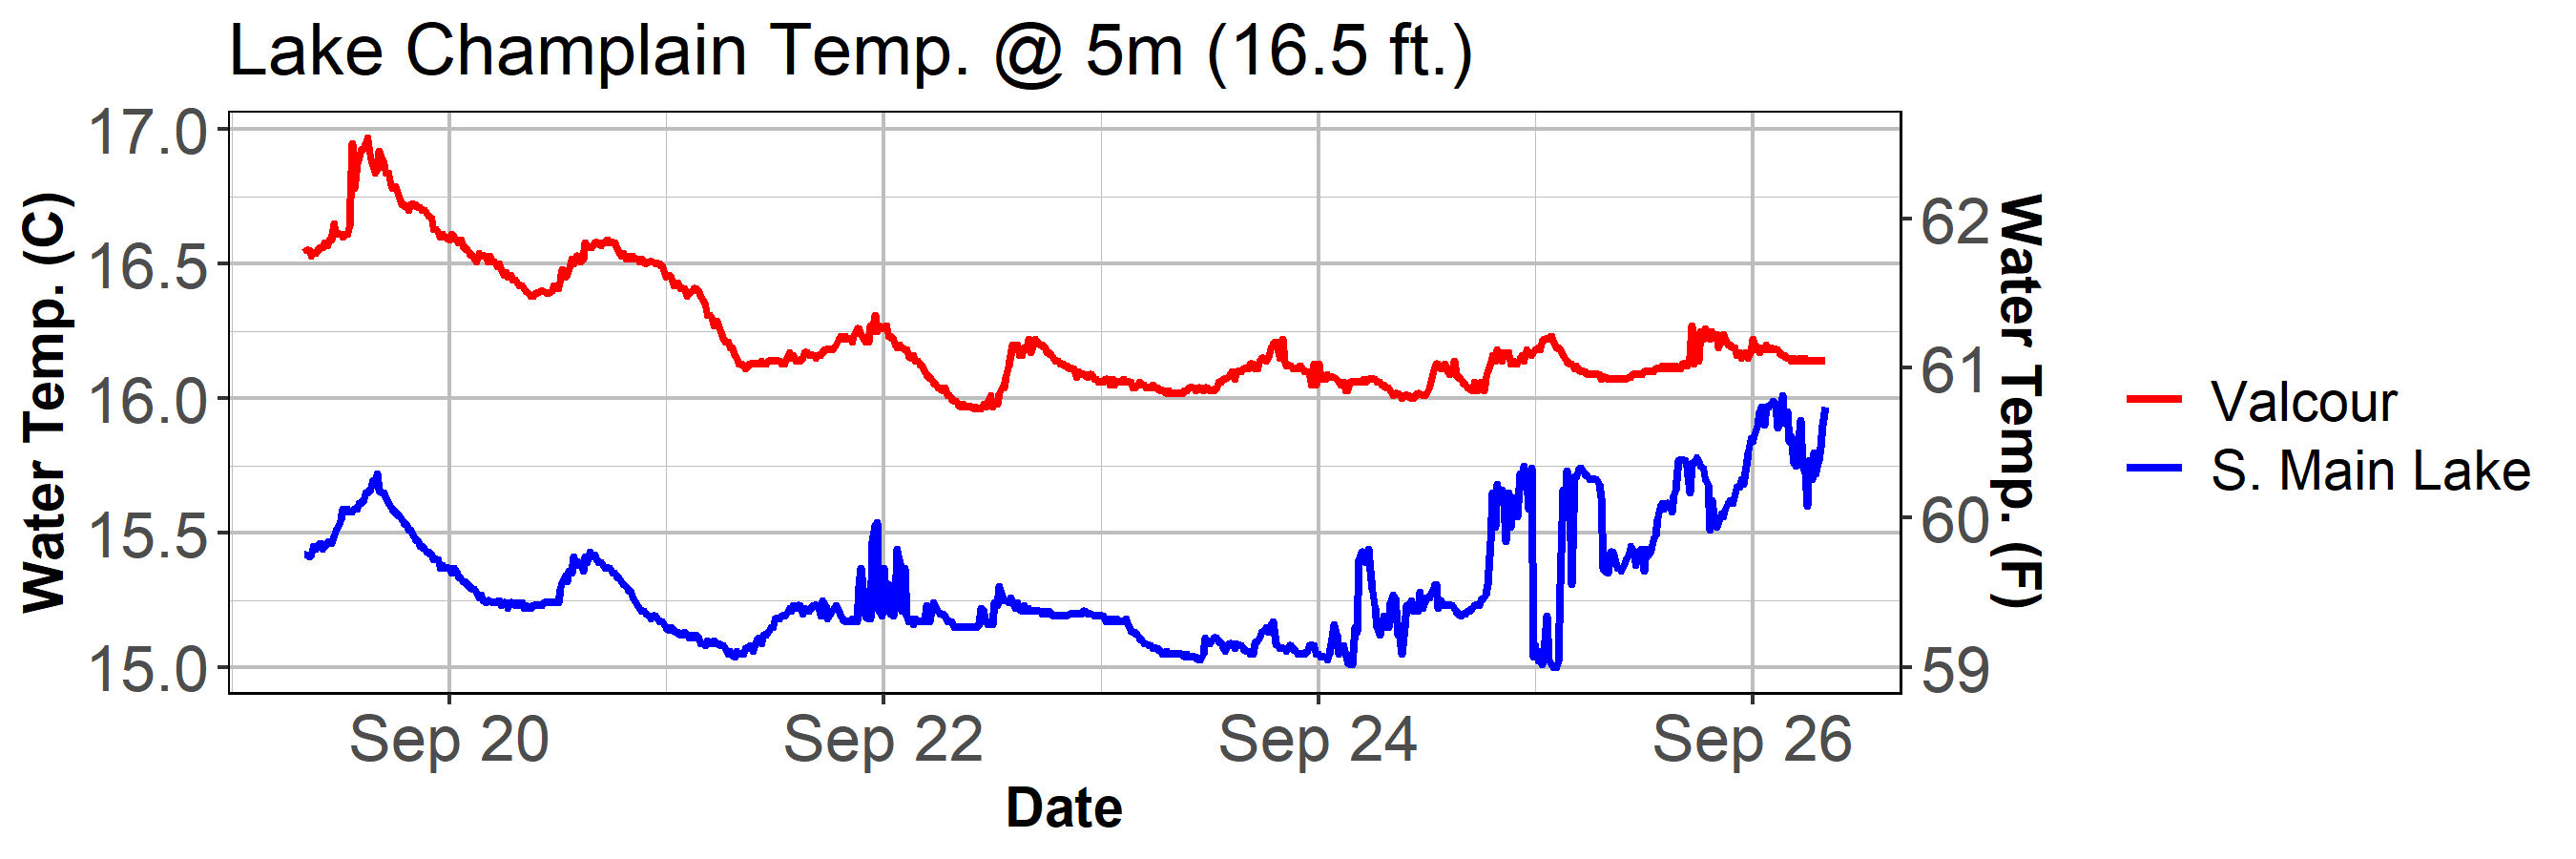 Lake Champlain Temp. @ 5m (16.5 ft.)
Water Temp. (C)
17.0
16.5
16.0
15.5
15.0
62
61
60
59
Water Temp. (F)
Sep 20 Sep 22 Sep 24 Sep 26
Date
Valcour
S. Main Lake